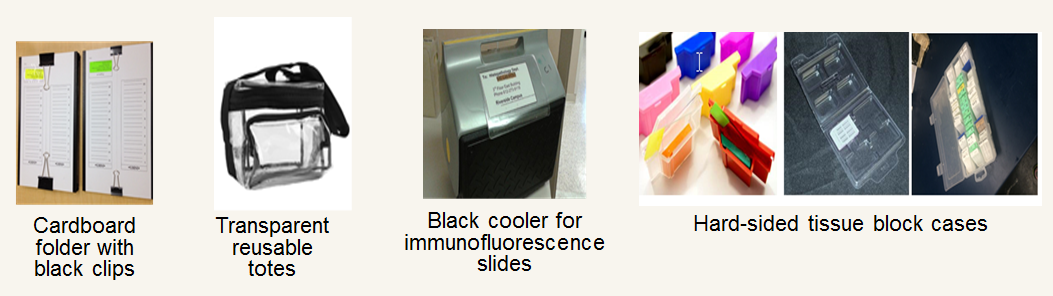 Cardboard
folder with
black clips
Transparent
reusable
totes
Black cooler for
immunofluorescence
slides
Hard-sided tissue block cases